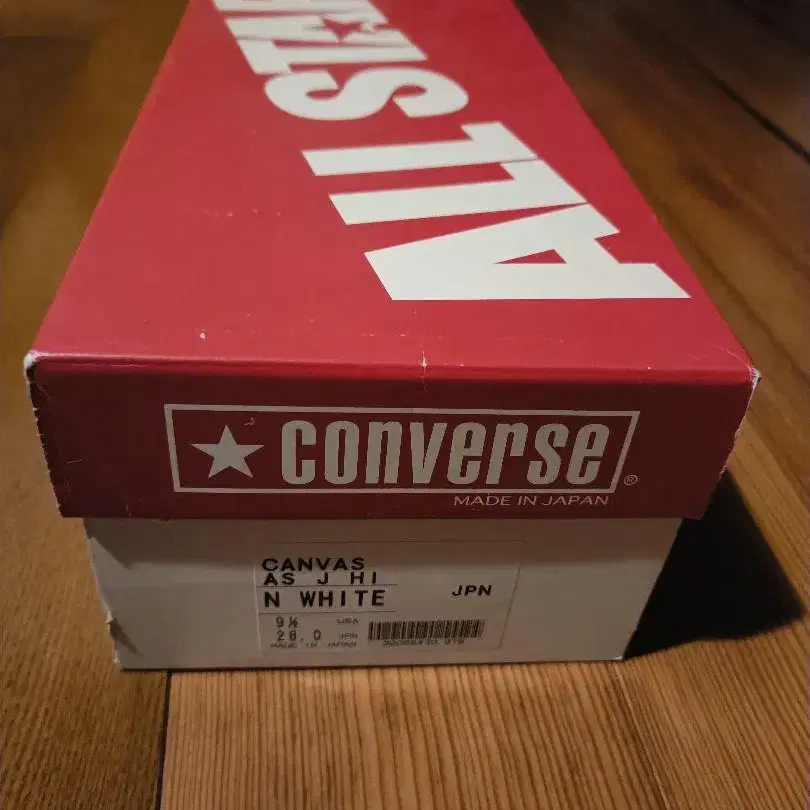 ALL STAR
★ CONVERSE ®
MADE IN JAPAN
CANVAS
AS J HI
N WHITE JPN
9½ USA
28.0 JPN
MADE IN JAPAN